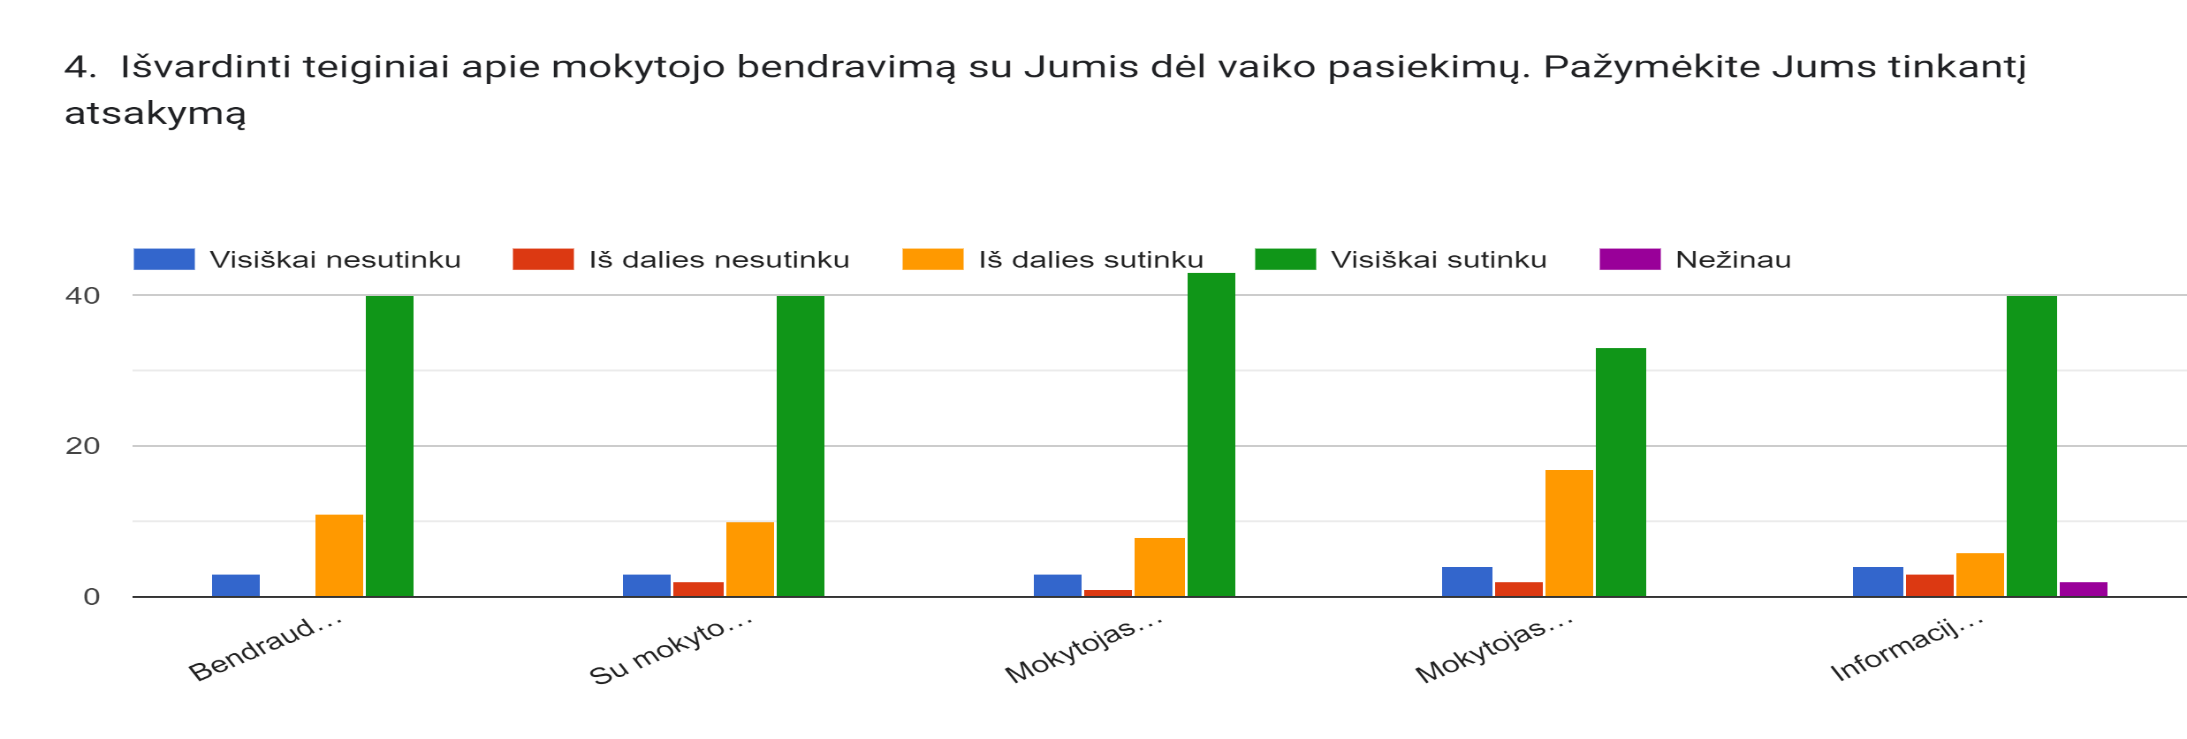 4. Išvardinti teiginiai apie mokytojo bendravimą su Jumis dėl vaiko pasiekimų. Pažymėkite Jums tinkantį
atsakymą
Visiškai nesutinku Iš dalies nesutinku Iš dalies sutinku Visiškai sutinku Nežinau
40
20
0
Bendraud... Su mokyto... Mokytojas... Mokytojas... Informacij...